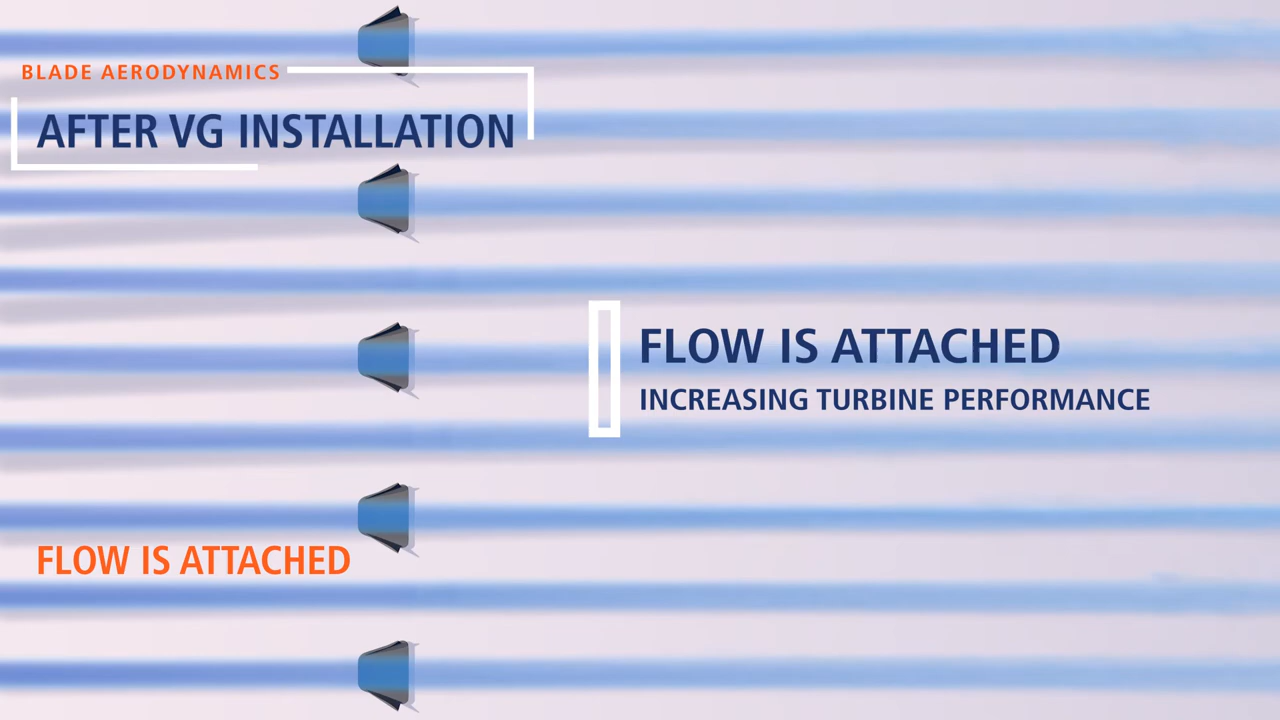 BLADE AERODYNAMICS
AFTER VG INSTALLATION
FLOW IS ATTACHED
INCREASING TURBINE PERFORMANCE
FLOW IS ATTACHED